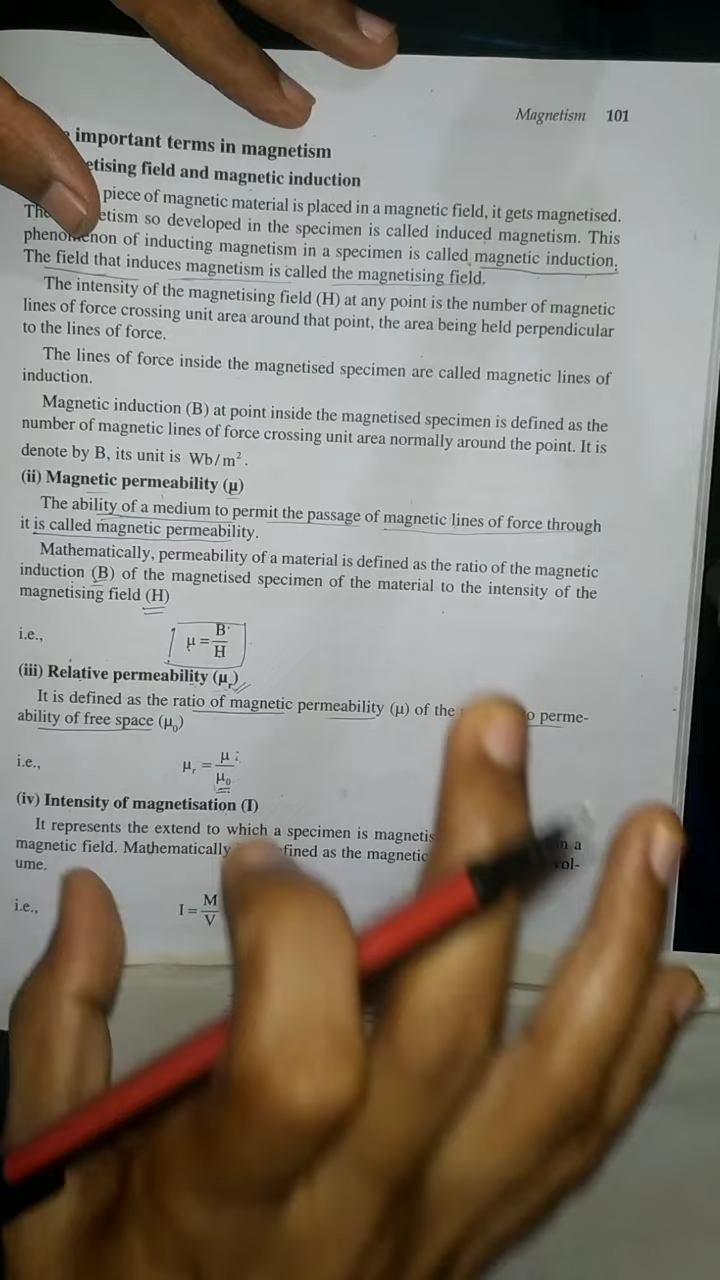 Magnetism 101
important terms in magnetism
etising field and magnetic induction
piece of magnetic material is placed in a magnetic field, it gets magnetised.
The etism so developed in the specimen is called induced magnetism. This
phenomenon of inducting magnetism in a specimen is called magnetic induction.
The field that induces magnetism is called the magnetising field.
The intensity of the magnetising field (H) at any point is the number of magnetic
lines of force crossing unit area around that point, the area being held perpendicular
to the lines of force.
The lines of force inside the magnetised specimen are called magnetic lines of
induction.
Magnetic induction (B) at point inside the magnetised specimen is defined as the
number of magnetic lines of force crossing unit area normally around the point. It is
denote by B, its unit is Wb/m².
(ii) Magnetic permeability (μ)
The ability of a medium to permit the passage of magnetic lines of force through
it is called magnetic permeability.
Mathematically, permeability of a material is defined as the ratio of the magnetic
induction (B) of the magnetised specimen of the material to the intensity of the
magnetising field (H)
i.e., μ = B/H
(iii) Relative permeability (μᵣ)
It is defined as the ratio of magnetic permeability (μ) of the o perme-
ability of free space (μ₀)
i.e., μᵣ = μ/μ₀
(iv) Intensity of magnetisation (I)
It represents the extend to which a specimen is magnetis in a
magnetic field. Mathematically fined as the magnetic vol-
ume.
i.e., I = M/V